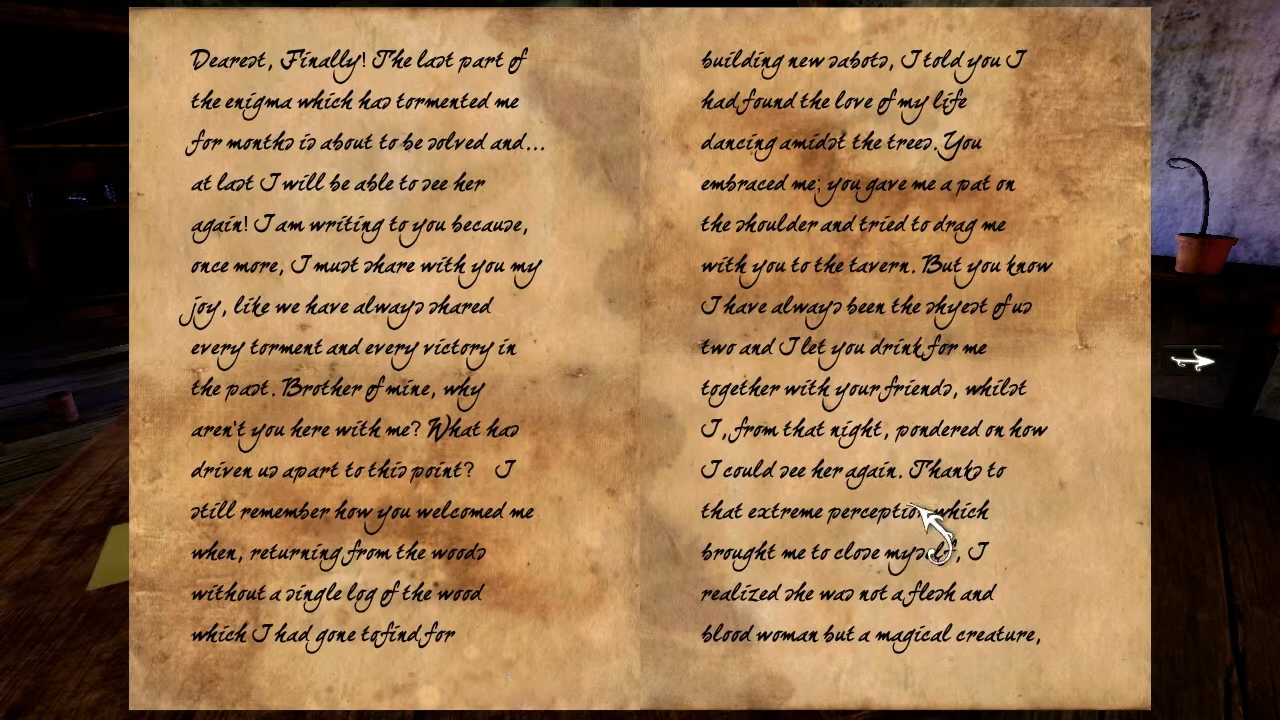 Dearest, Finally! The last part of
the enigma which has tormented me
for months is about to be solved and...
at last I will be able to see her
again! I am writing to you because,
once more, I must share with you my
joy, like we have always shared
every torment and every victory in
the past. Brother of mine, why
aren't you here with me? What has
driven us apart to this point? I
still remember how you welcomed me
when, returning from the woods
without a single log of the wood
which I had gone to find for
building new sabots, I told you I
had found the love of my life
dancing amidst the trees. You
embraced me; you gave me a pat on
the shoulder and tried to drag me
with you to the tavern. But you know
I have always been the shyest of us
two and I let you drink for me
together with your friends, whilst
I, from that night, pondered on how
I could see her again. Thanks to
that extreme perception which
brought me to close myself, I
realized she was not a flesh and
blood woman but a magical creature,